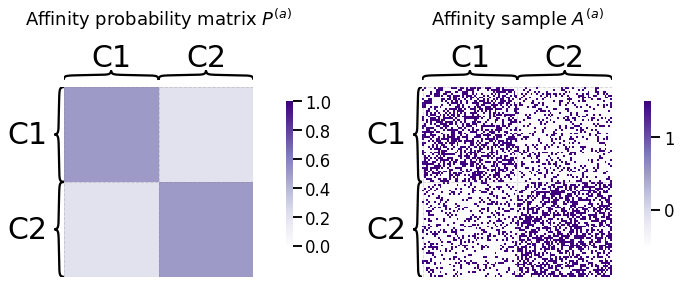 Affinity probability matrix P^(a)
C1 C2
C1
C2
1.0
0.8
0.6
0.4
0.2
0.0
Affinity sample A^(a)
C1 C2
C1
C2
1
0